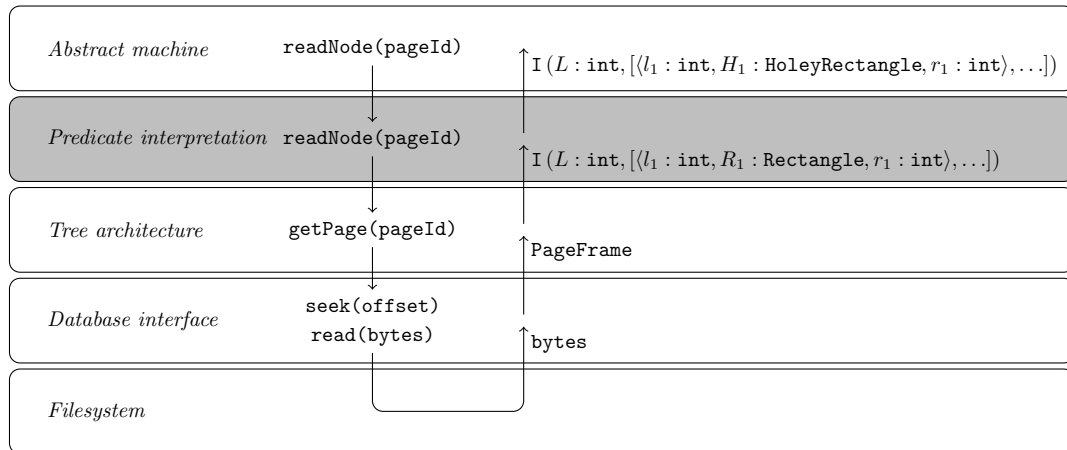 Abstract machine readNode(pageId)
I (L : int, [⟨l₁ : int, H₁ : HoleyRectangle, r₁ : int⟩, . . .])
Predicate interpretation readNode(pageId)
I (L : int, [⟨l₁ : int, R₁ : Rectangle, r₁ : int⟩, . . .])
Tree architecture getPage(pageId)
PageFrame
seek(offset)
Database interface
read(bytes)
bytes
Filesystem